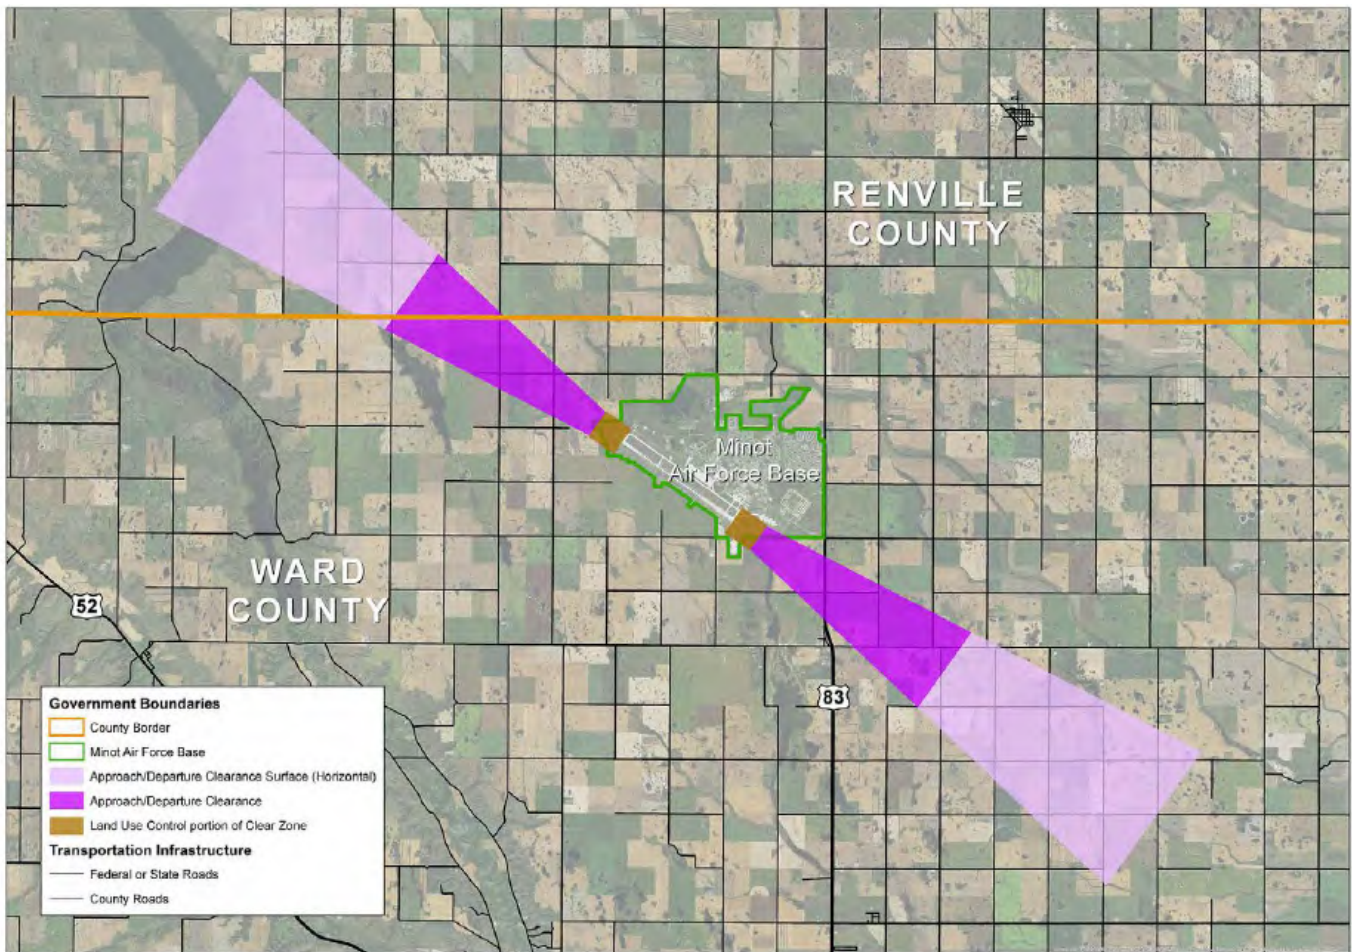 RENVILLE
COUNTY
Minot
Air Force Base
WARD
COUNTY
52
83
Government Boundaries
County Border
Minot Air Force Base
Approach/Departure Clearance Surface (Horizontal)
Approach/Departure Clearance
Land Use Control portion of Clear Zone
Transportation Infrastructure
Federal or State Roads
County Roads